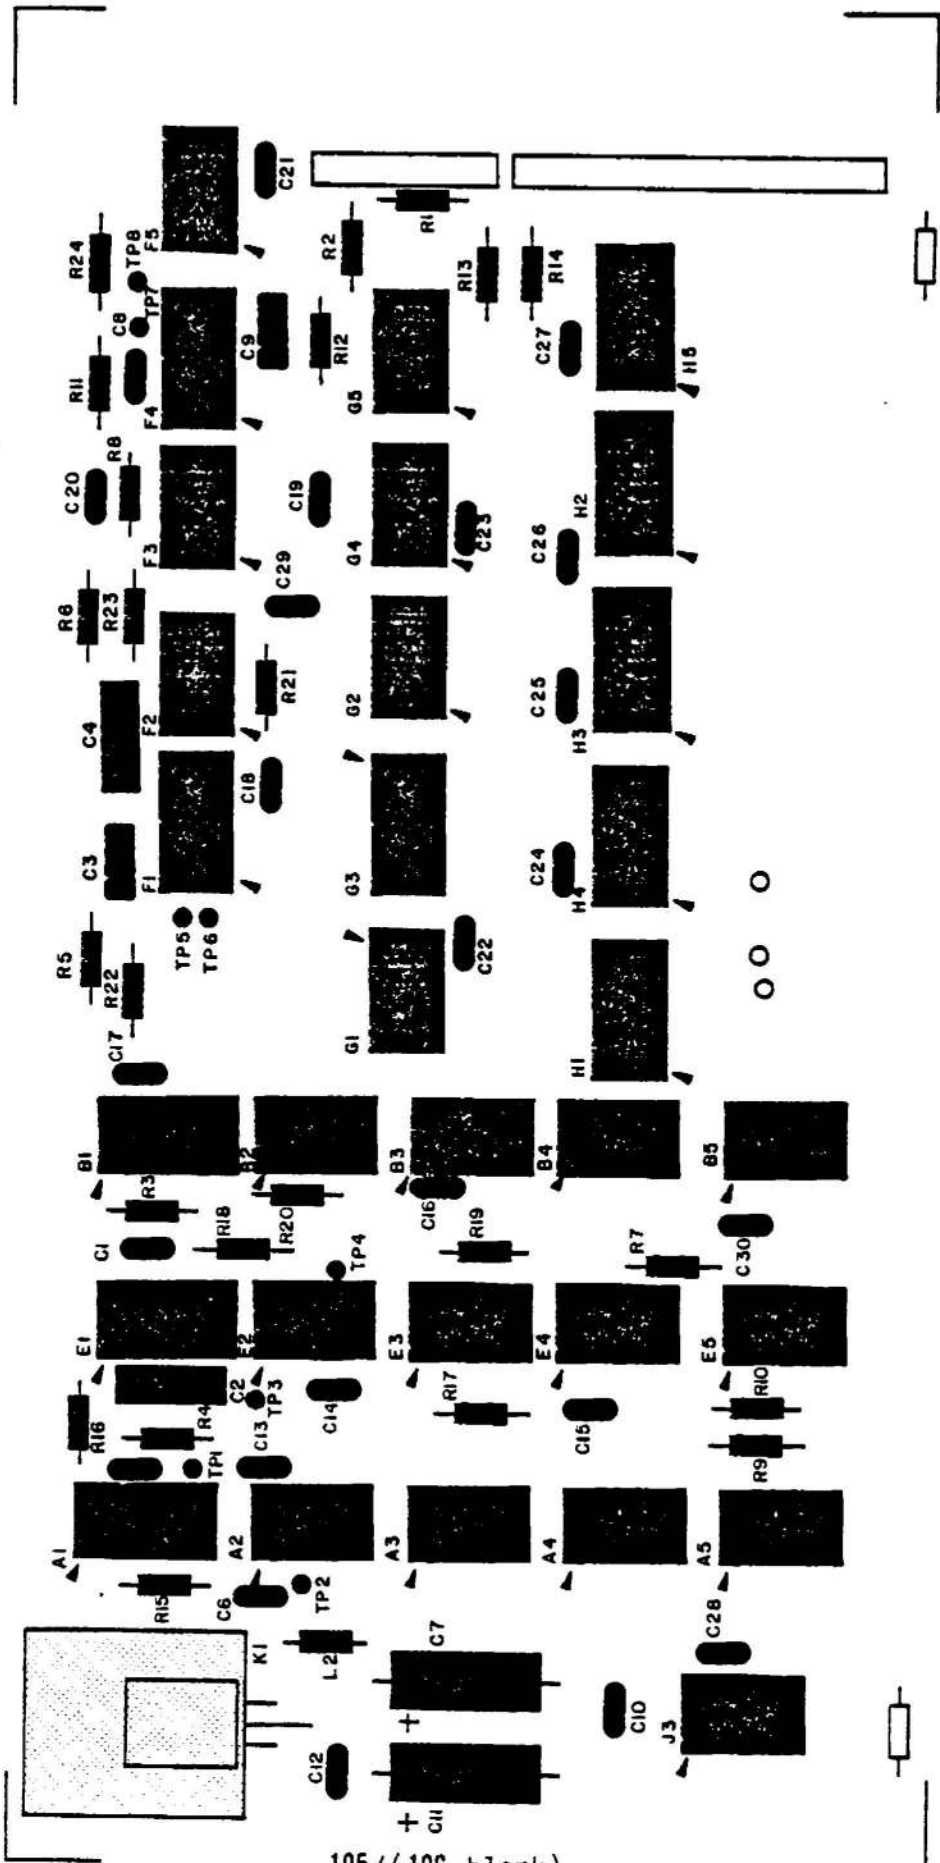 F5
C21
R24
TP8
TP7
C8
R2
R1
R11
F4
C9
R12
G5
R13
R14
C27
H5
C20
R8
F3
C19
G4
C23
C26
H2
R6
R23
C29
C4
F2
R21
G2
C25
H3
C3
F1
C18
G3
C24
H4
R5
R22
TP5
TP6
G1
C22
H1
C17
B1
B2
B3
B4
B5
R3
R20
C16
C1
R18
TP4
R19
R7
C30
E1
E2
E3
E4
E5
C2
TP3
C14
R17
C15
R10
R16
R4
C13
TP1
R9
A1
A2
A3
A4
A5
R15
C6
TP2
C28
K1
L2
C7
+
C10
J3
C12
+
C11